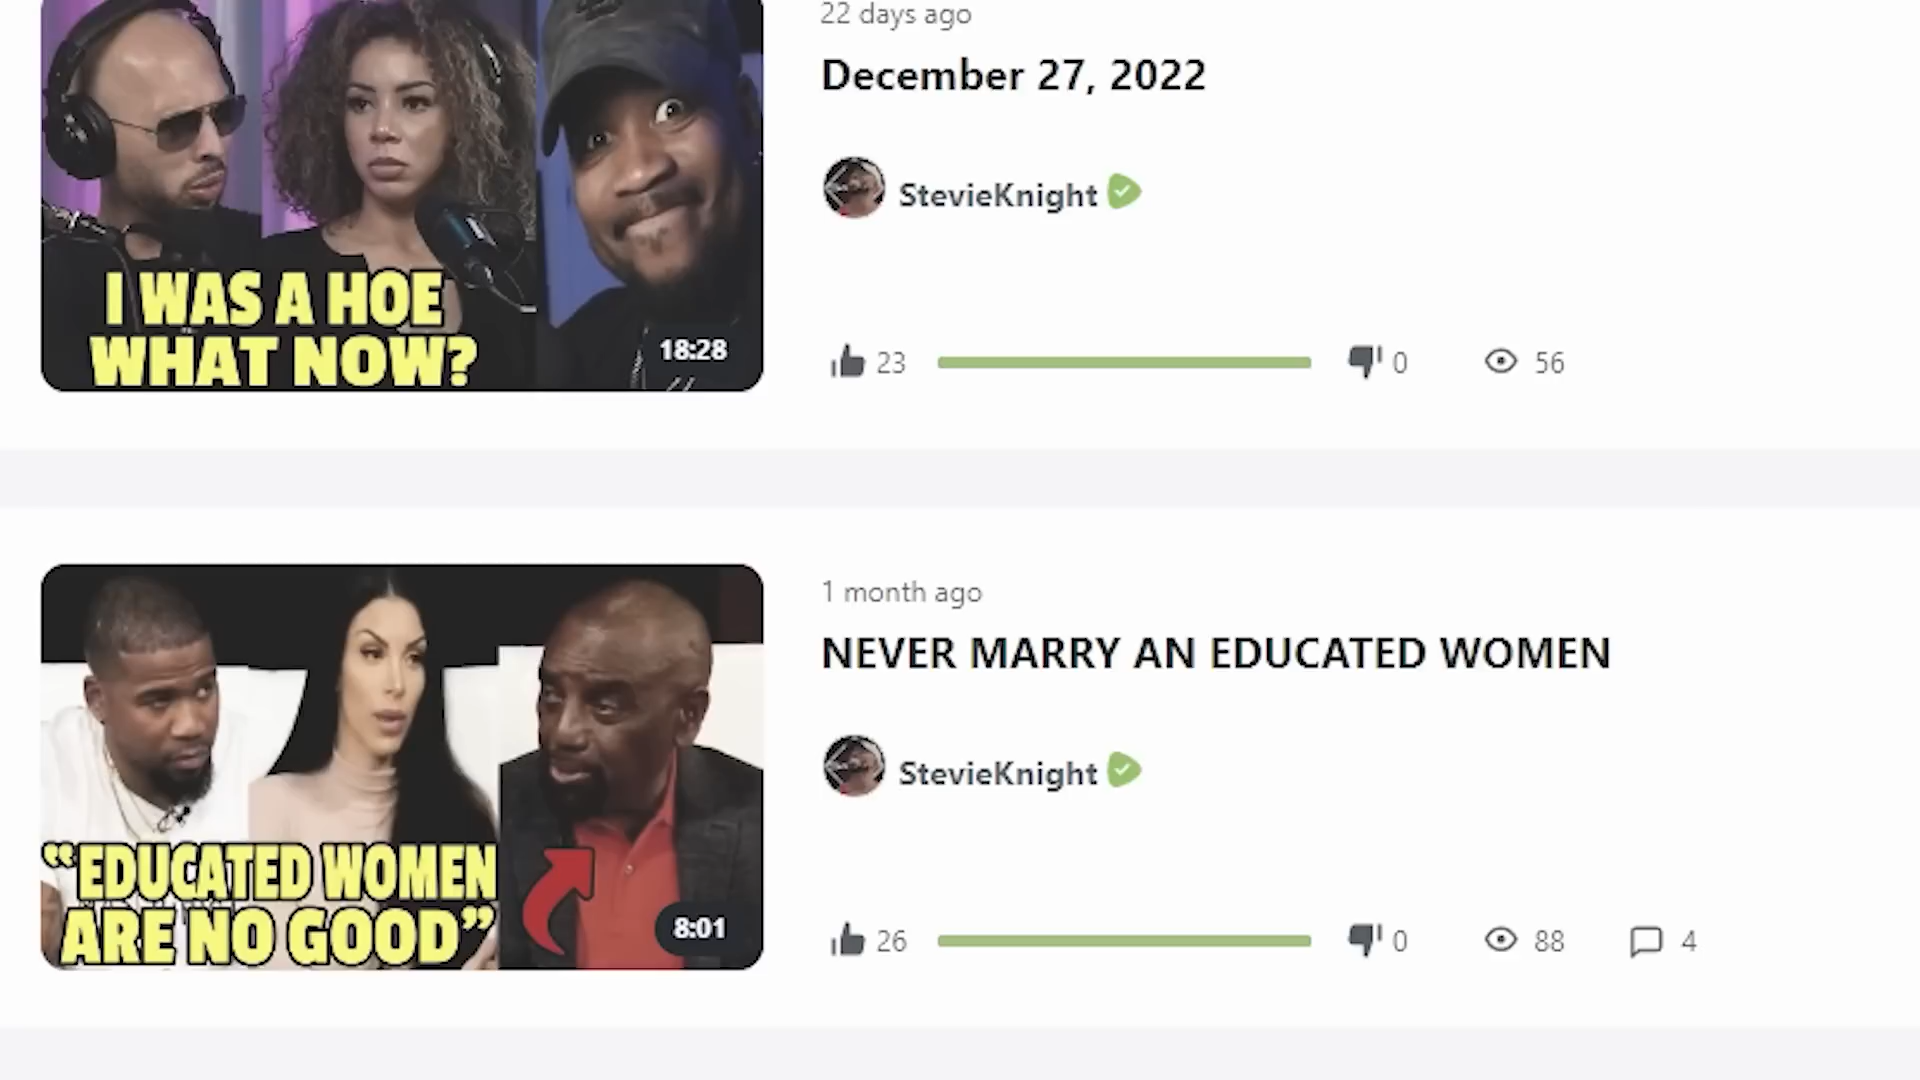 22 days ago
December 27, 2022
StevieKnight
I WAS A HOE
WHAT NOW?
18:28
23
0
56
1 month ago
NEVER MARRY AN EDUCATED WOMEN
StevieKnight
“EDUCATED WOMEN
ARE NO GOOD”
8:01
26
0
88
4